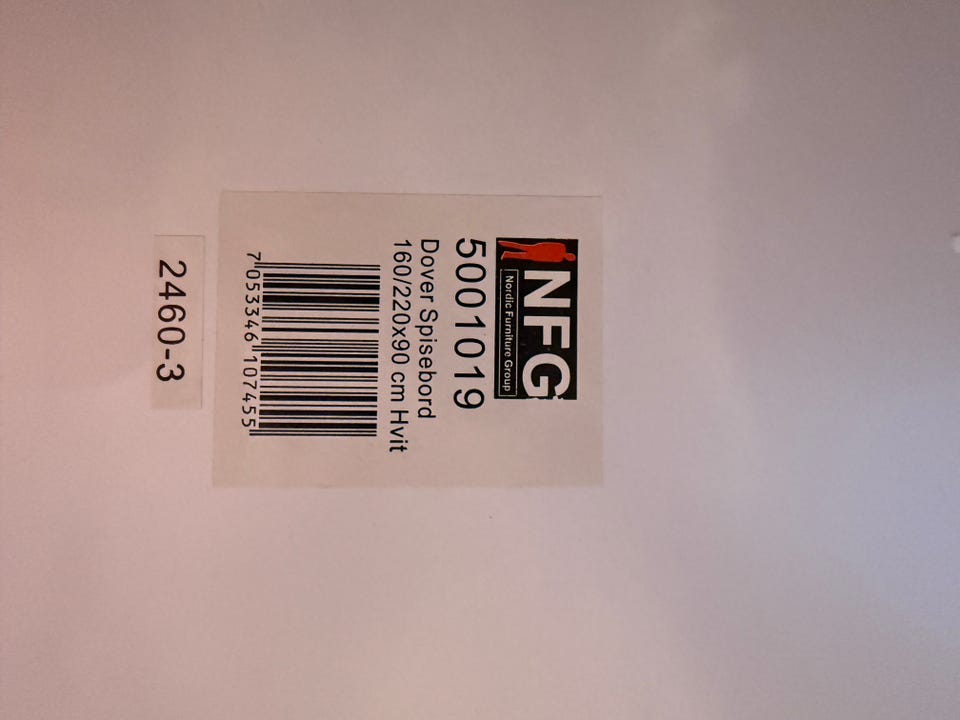 NFG
Nordic Furniture Group
5001019
Dover Spisebord
160/220x90 cm Hvit
7 053346 107455
2460-3